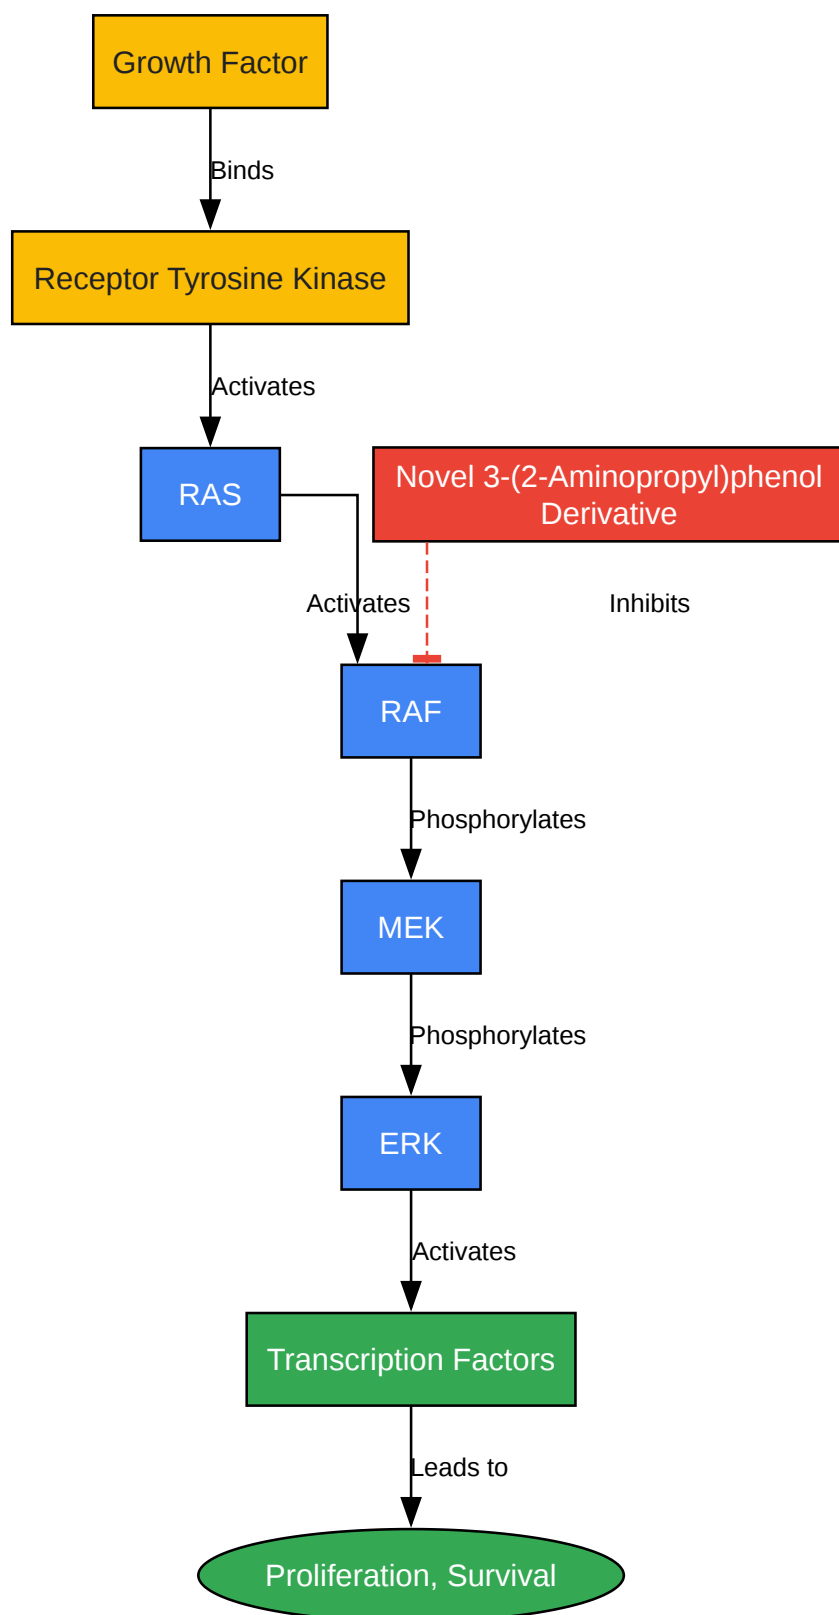 Growth Factor
Binds
Receptor Tyrosine Kinase
Activates
RAS
Novel 3-(2-Aminopropyl)phenol
Derivative
Activates
Inhibits
RAF
Phosphorylates
MEK
Phosphorylates
ERK
Activates
Transcription Factors
Leads to
Proliferation, Survival